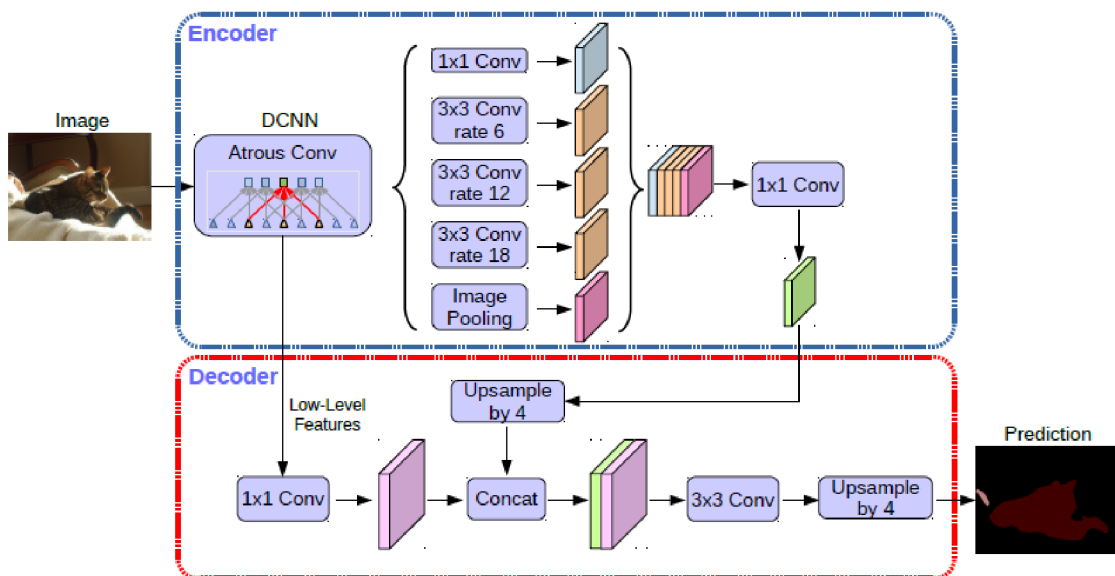 Encoder
Image
DCNN
Atrous Conv
1x1 Conv
3x3 Conv
rate 6
3x3 Conv
rate 12
3x3 Conv
rate 18
Image
Pooling
1x1 Conv
Decoder
Low-Level
Features
Upsample
by 4
1x1 Conv
Concat
3x3 Conv
Upsample
by 4
Prediction